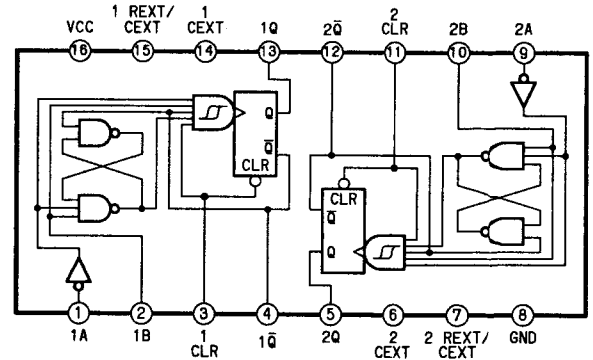 1 REXT/ 1 2
VCC CEXT CEXT 1Q 2Q̅ CLR 2B 2A
16 15 14 13 12 11 10 9
Q
Q̅
CLR
CLR
Q̅
Q
1 2 3 4 5 6 7 8
1A 1B 1 1Q̅ 2Q 2 2 REXT/ GND
CLR CEXT CEXT